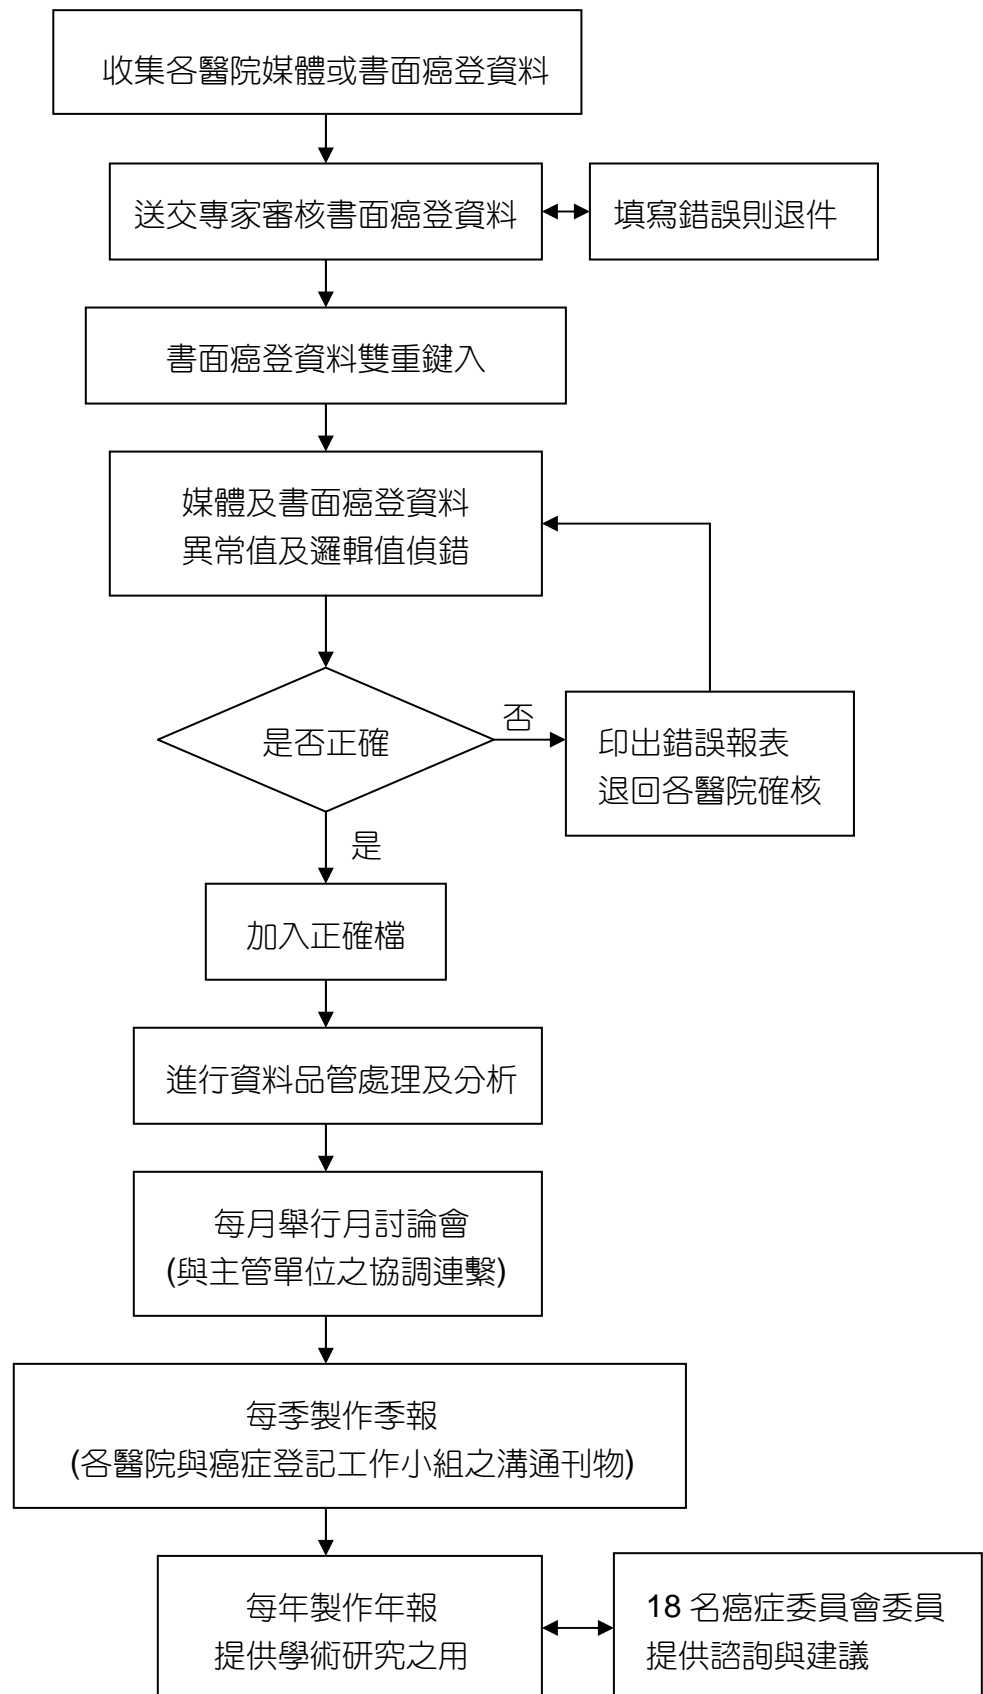 收集各醫院媒體或書面癌登資料
送交專家審核書面癌登資料
填寫錯誤則退件
書面癌登資料雙重鍵入
媒體及書面癌登資料
異常值及邏輯值偵錯
是否正確
否
印出錯誤報表
退回各醫院確核
是
加入正確檔
進行資料品管處理及分析
每月舉行月討論會
(與主管單位之協調連繫)
每季製作季報
(各醫院與癌症登記工作小組之溝通刊物)
每年製作年報
提供學術研究之用
18 名癌症委員會委員
提供諮詢與建議